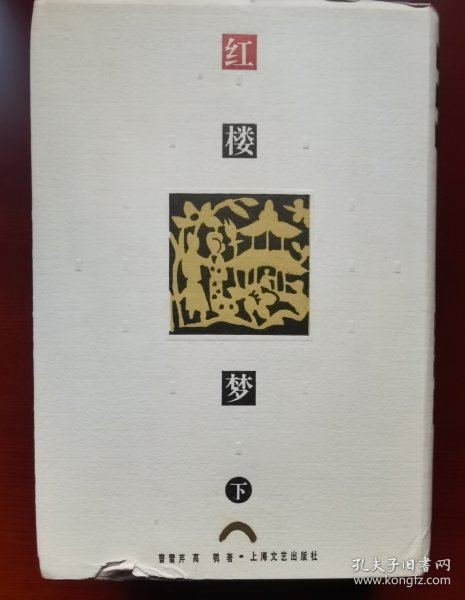 红
楼
梦
下
曹雪芹 高 鹗 著·上海文艺出版社
孔夫子旧书网
www.kongfz.com